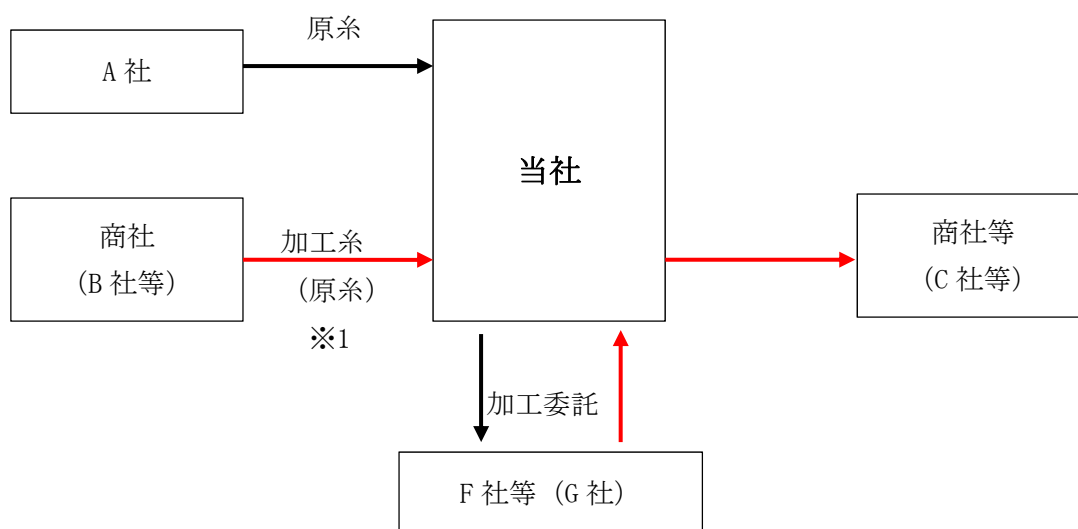 原糸
A 社
当社
商社
(B 社等)
加工糸
(原糸)
※1
商社等
(C 社等)
加工委託
F 社等 (G 社)